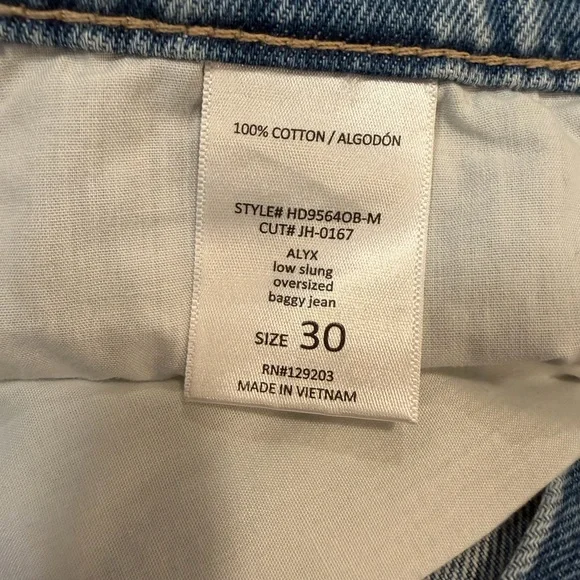 100% COTTON / ALGODÓN
STYLE# HD9564OB-M
CUT# JH-0167
ALYX
low slung
oversized
baggy jean
SIZE 30
RN#129203
MADE IN VIETNAM